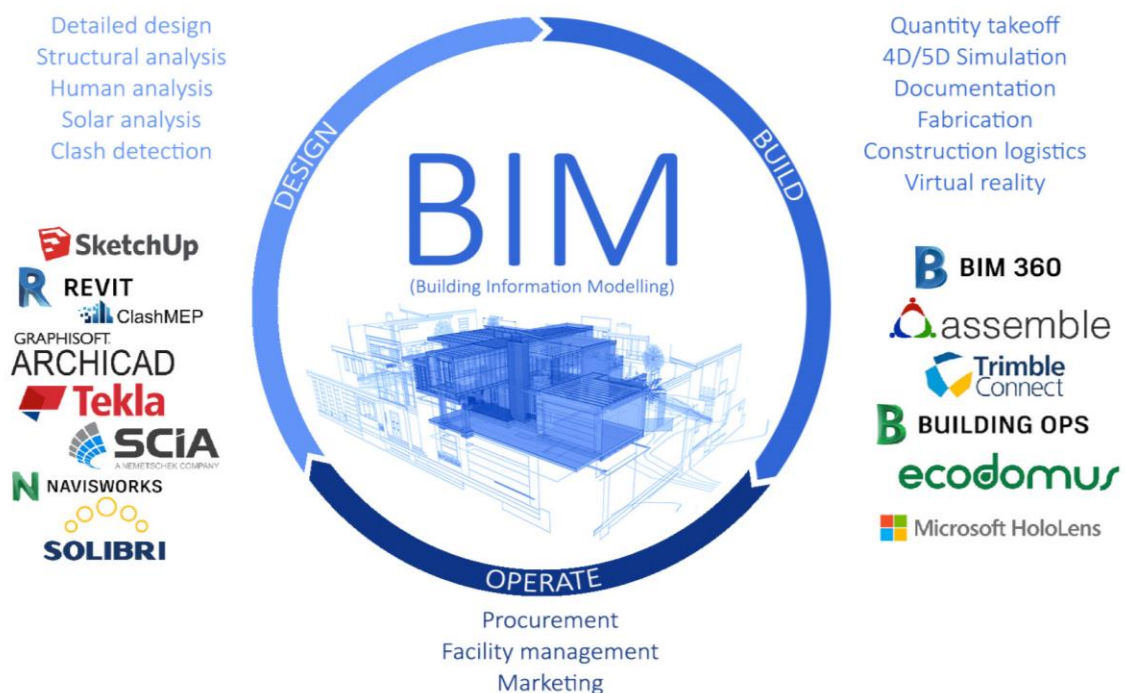 Detailed design
Structural analysis
Human analysis
Solar analysis
Clash detection
SketchUp
R REVIT
ClashMEP
GRAPHISOFT.
ARCHICAD
Tekla
SCiA
A NEMETSCHEK COMPANY
N NAVISWORKS
SOLIBRI
DESIGN
BUILD
BIM
(Building Information Modelling)
OPERATE
Procurement
Facility management
Marketing
Quantity takeoff
4D/5D Simulation
Documentation
Fabrication
Construction logistics
Virtual reality
B BIM 360
assemble
Trimble
Connect
B BUILDING OPS
ecodomus
Microsoft HoloLens